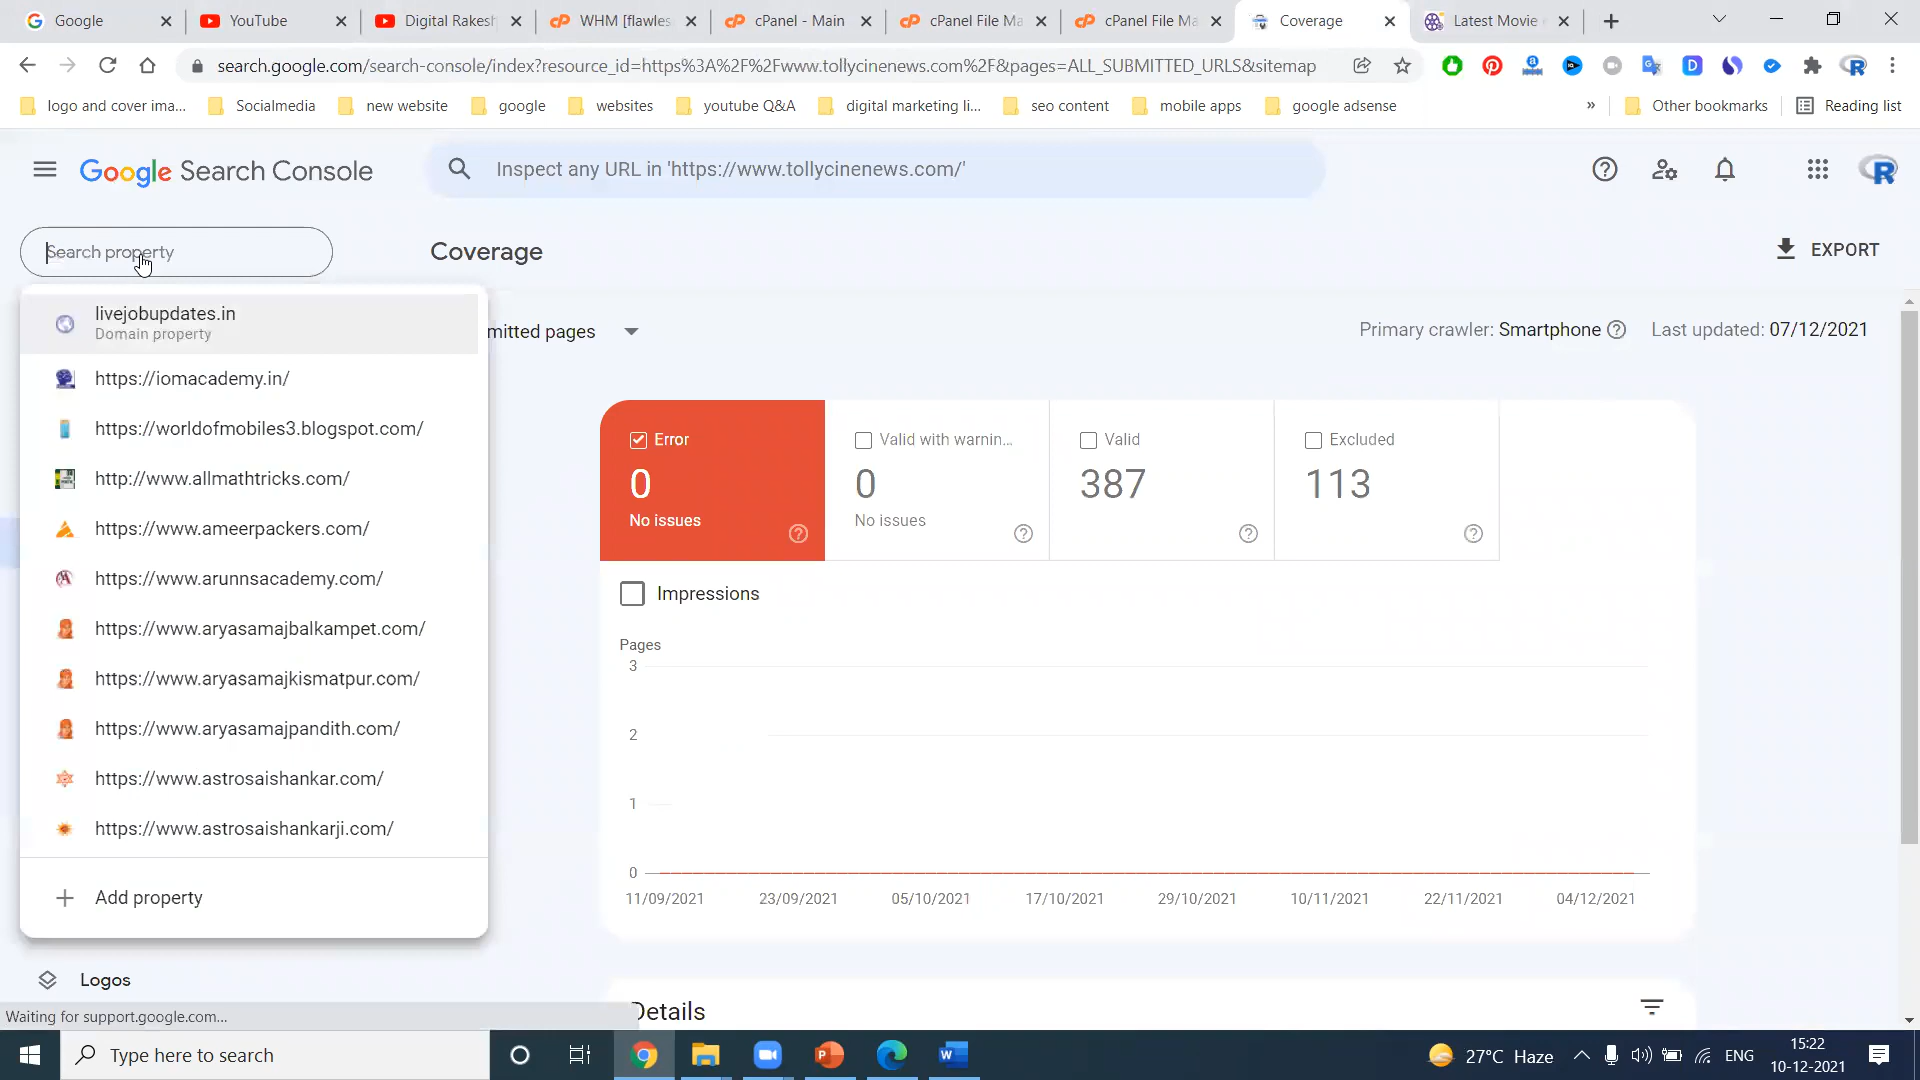 Google
YouTube
Digital Rakesh
WHM [flawles
cPanel - Main
cPanel File Ma
cPanel File Ma
Coverage
Latest Movie
search.google.com/search-console/index?resource_id=https%3A%2F%2Fwww.tollycinenews.com%2F&pages=ALL_SUBMITTED_URLS&sitemap
logo and cover ima...
Socialmedia
new website
google
websites
youtube Q&A
digital marketing li...
seo content
mobile apps
google adsense
»
Other bookmarks
Reading list
Google Search Console
Inspect any URL in 'https://www.tollycinenews.com/'
Search property
Coverage
EXPORT
livejobupdates.in
Domain property
mitted pages
Primary crawler: Smartphone
Last updated: 07/12/2021
https://iomacademy.in/
https://worldofmobiles3.blogspot.com/
http://www.allmathtricks.com/
https://www.ameerpackers.com/
https://www.arunnsacademy.com/
https://www.aryasamajbalkampet.com/
https://www.aryasamajkismatpur.com/
https://www.aryasamajpandith.com/
https://www.astrosaishankar.com/
https://www.astrosaishankarji.com/
Add property
Logos
Error
0
No issues
Valid with warnin...
0
No issues
Valid
387
Excluded
113
Impressions
Pages
3
2
1
0
11/09/2021 23/09/2021 05/10/2021 17/10/2021 29/10/2021 10/11/2021 22/11/2021 04/12/2021
Details
Waiting for support.google.com...
Type here to search
27°C Haze
ENG
15:22
10-12-2021